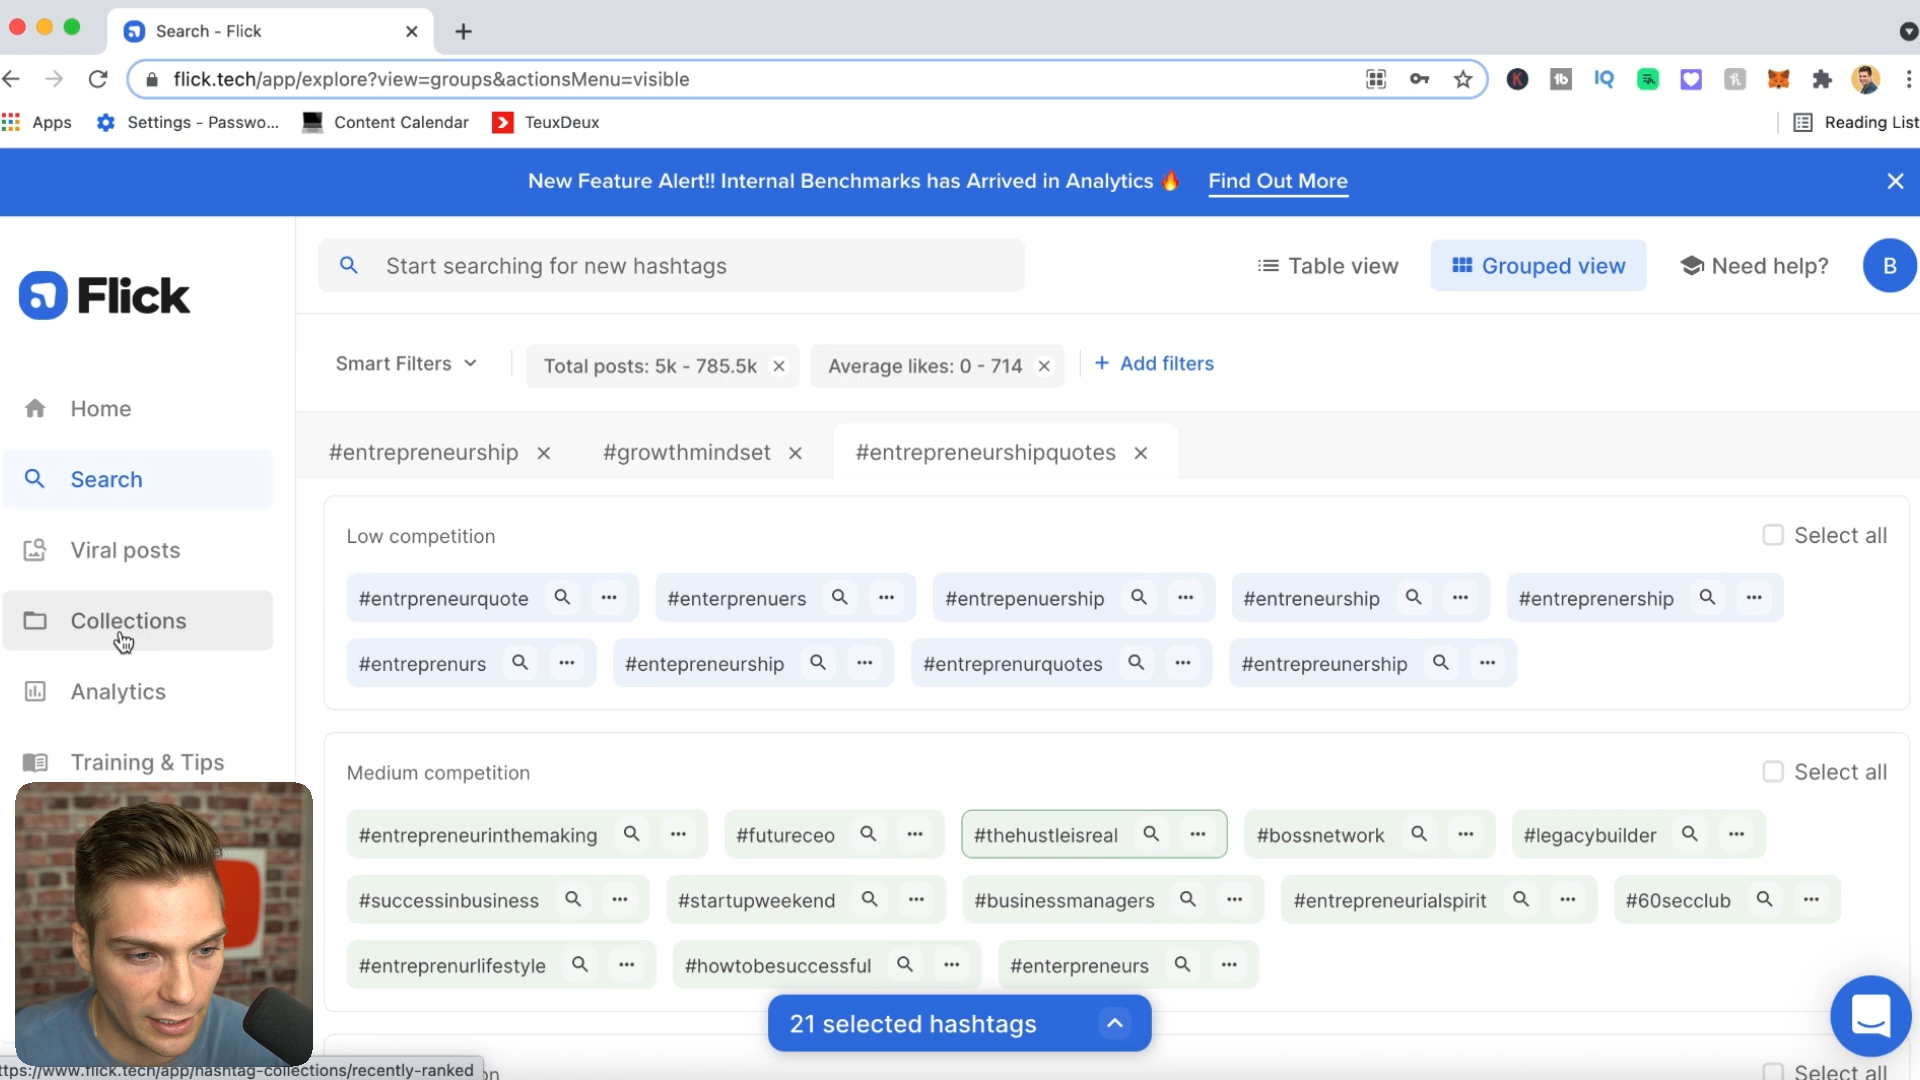 Search - Flick
flick.tech/app/explore?view=groups&actionsMenu=visible
Apps Settings - Passwo... Content Calendar TeuxDeux Reading List
New Feature Alert!! Internal Benchmarks has Arrived in Analytics 🔥 Find Out More
Flick
Start searching for new hashtags
Table view Grouped view Need help? B
Smart Filters Total posts: 5k - 785.5k Average likes: 0 - 714 + Add filters
Home
Search
Viral posts
Collections
Analytics
Training & Tips
#entrepreneurship #growthmindset #entrepreneurshipquotes
Low competition Select all
#entrpreneurquote #enterprenuers #entrepenuership #entreneurship #entreprenership
#entreprenurs #entepreneurship #entreprenurquotes #entrepreunership
Medium competition Select all
#entrepreneurinthemaking #futureceo #thehustleisreal #bossnetwork #legacybuilder
#successinbusiness #startupweekend #businessmanagers #entrepreneurialspirit #60secclub
#entreprenurlifestyle #howtobesuccessful #enterpreneurs
21 selected hashtags
Select all
ttps://www.flick.tech/app/hashtag-collections/recently-ranked